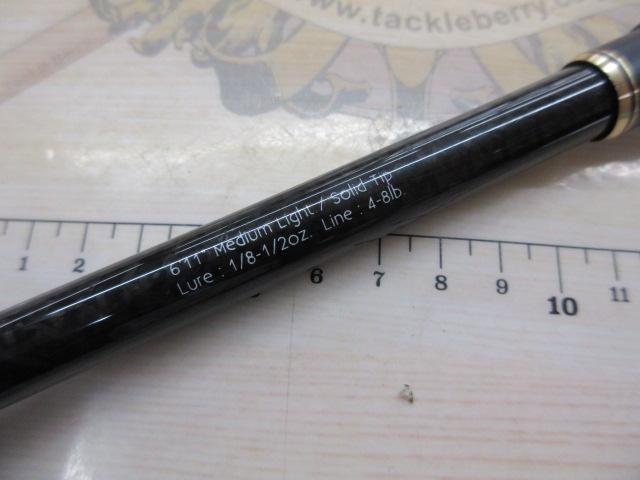 www.tackleberry.co
6'11" Medium Light / Solid Tip
Lure : 1/8-1/2oz. Line : 4-8lb.
1 2 6 7 8 9 10 11